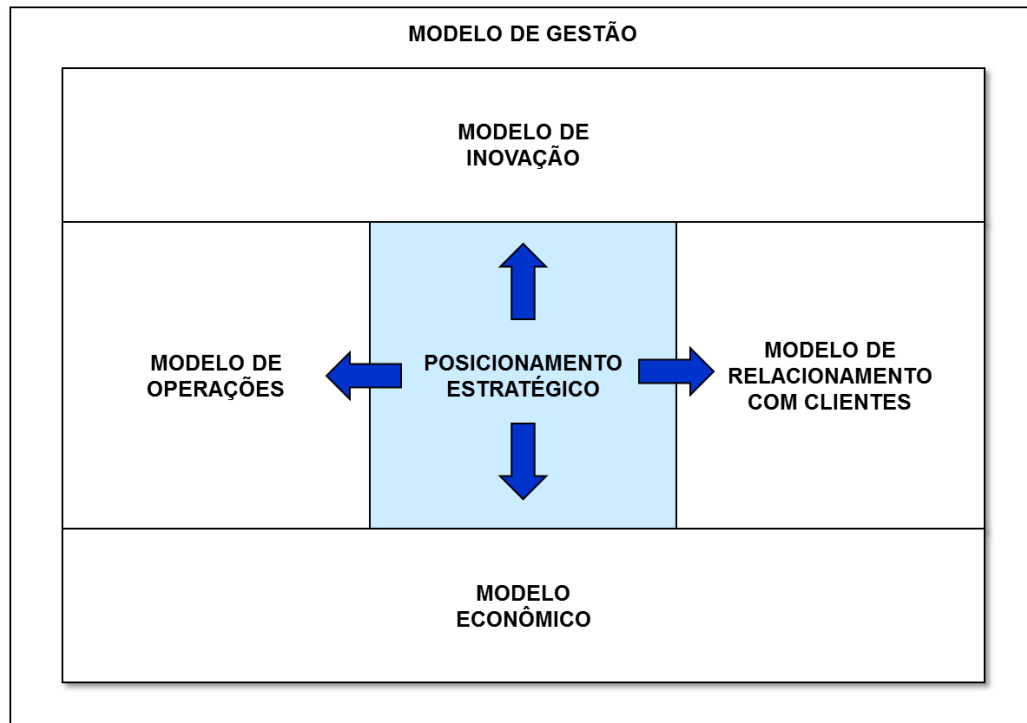 MODELO DE GESTÃO
MODELO DE
INOVAÇÃO
MODELO DE
OPERAÇÕES
POSICIONAMENTO
ESTRATÉGICO
MODELO DE
RELACIONAMENTO
COM CLIENTES
MODELO
ECONÔMICO